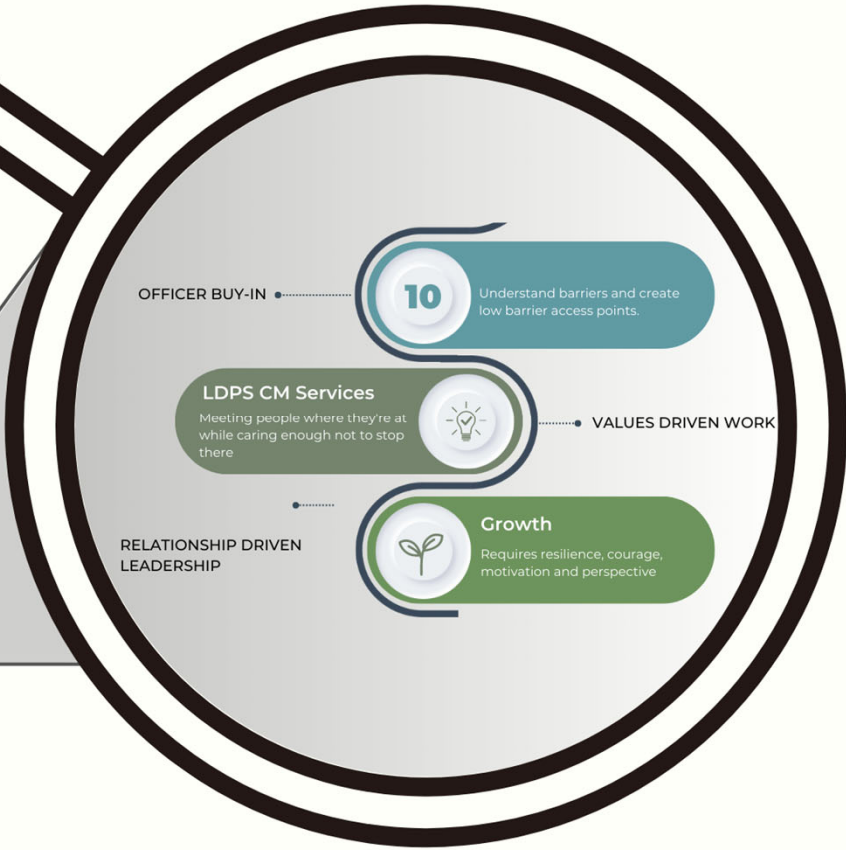 OFFICER BUY-IN
10
Understand barriers and create
low barrier access points.
LDPS CM Services
Meeting people where they're at
while caring enough not to stop
there
VALUES DRIVEN WORK
RELATIONSHIP DRIVEN
LEADERSHIP
Growth
Requires resilience, courage,
motivation and perspective